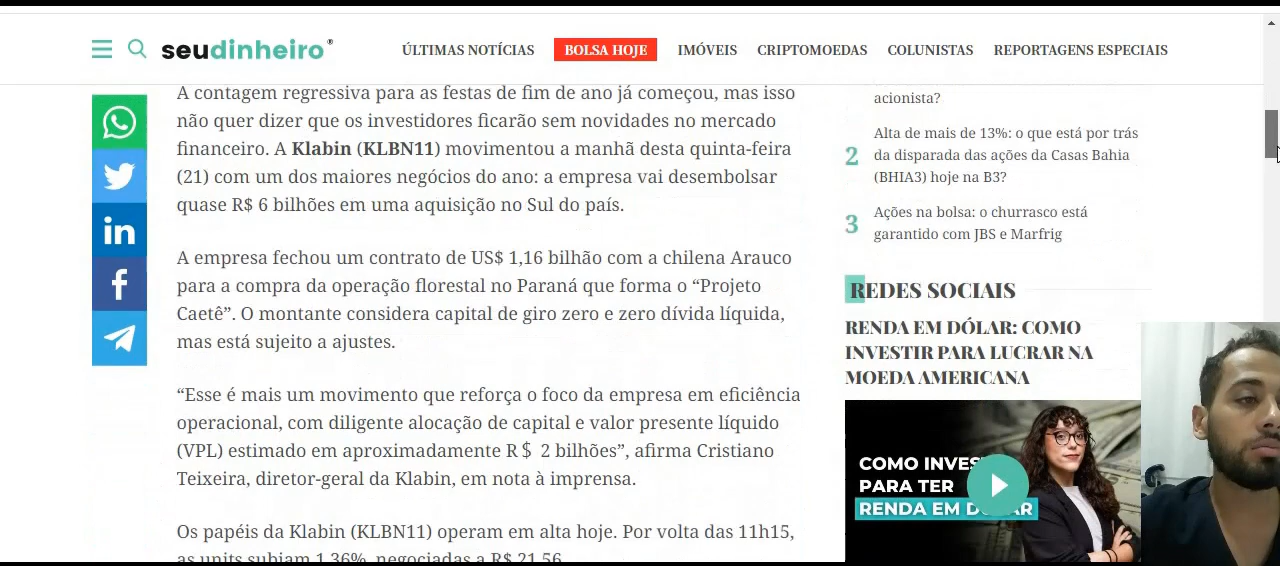 seudinheiro®
ÚLTIMAS NOTÍCIAS
BOLSA HOJE
IMÓVEIS
CRIPTOMOEDAS
COLUNISTAS
REPORTAGENS ESPECIAIS
A contagem regressiva para as festas de fim de ano já começou, mas isso
não quer dizer que os investidores ficarão sem novidades no mercado
financeiro. A Klabin (KLBN11) movimentou a manhã desta quinta-feira
(21) com um dos maiores negócios do ano: a empresa vai desembolsar
quase R$ 6 bilhões em uma aquisição no Sul do país.
A empresa fechou um contrato de US$ 1,16 bilhão com a chilena Arauco
para a compra da operação florestal no Paraná que forma o “Projeto
Caetê”. O montante considera capital de giro zero e zero dívida líquida,
mas está sujeito a ajustes.
“Esse é mais um movimento que reforça o foco da empresa em eficiência
operacional, com diligente alocação de capital e valor presente líquido
(VPL) estimado em aproximadamente R$ 2 bilhões”, afirma Cristiano
Teixeira, diretor-geral da Klabin, em nota à imprensa.
Os papéis da Klabin (KLBN11) operam em alta hoje. Por volta das 11h15,
as units subiam 1,36%, negociadas a R$ 21,56.
acionista?
2
Alta de mais de 13%: o que está por trás
da disparada das ações da Casas Bahia
(BHIA3) hoje na B3?
3
Ações na bolsa: o churrasco está
garantido com JBS e Marfrig
REDES SOCIAIS
RENDA EM DÓLAR: COMO
INVESTIR PARA LUCRAR NA
MOEDA AMERICANA
COMO INVES
PARA TER
RENDA EM D AR